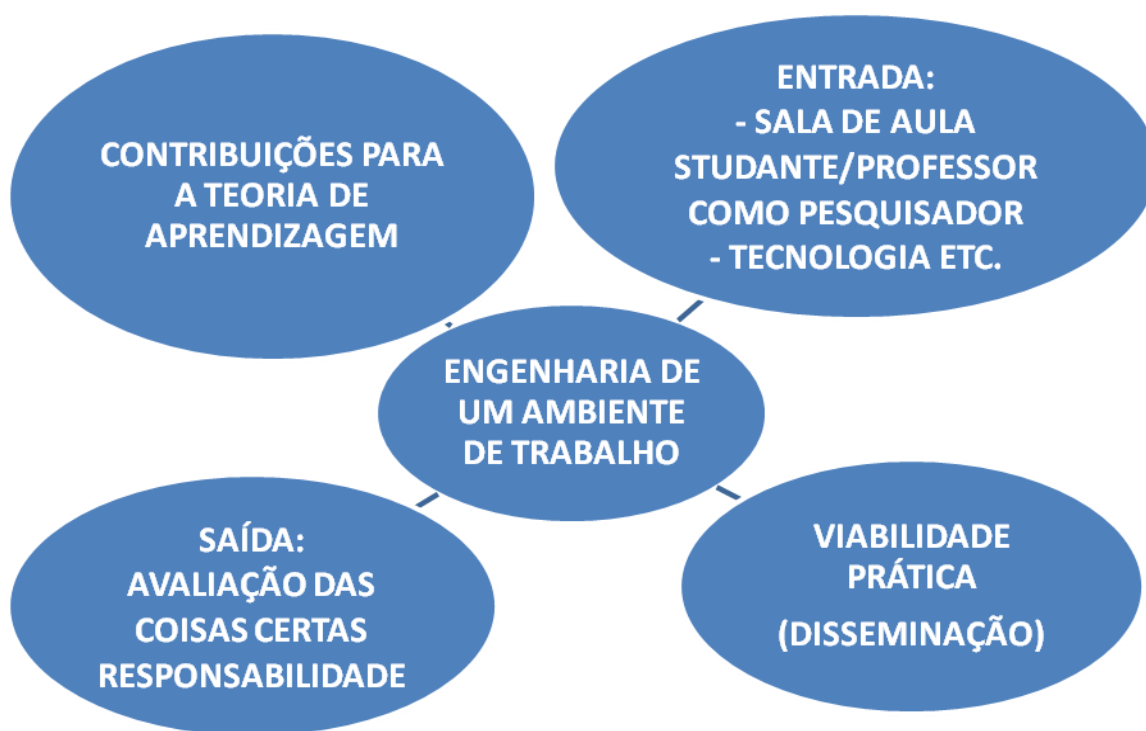 CONTRIBUIÇÕES PARA
A TEORIA DE
APRENDIZAGEM
ENTRADA:
- SALA DE AULA
STUDANTE/PROFESSOR
COMO PESQUISADOR
- TECNOLOGIA ETC.
ENGENHARIA DE
UM AMBIENTE
DE TRABALHO
SAÍDA:
AVALIAÇÃO DAS
COISAS CERTAS
RESPONSABILIDADE
VIABILIDADE
PRÁTICA
(DISSEMINAÇÃO)